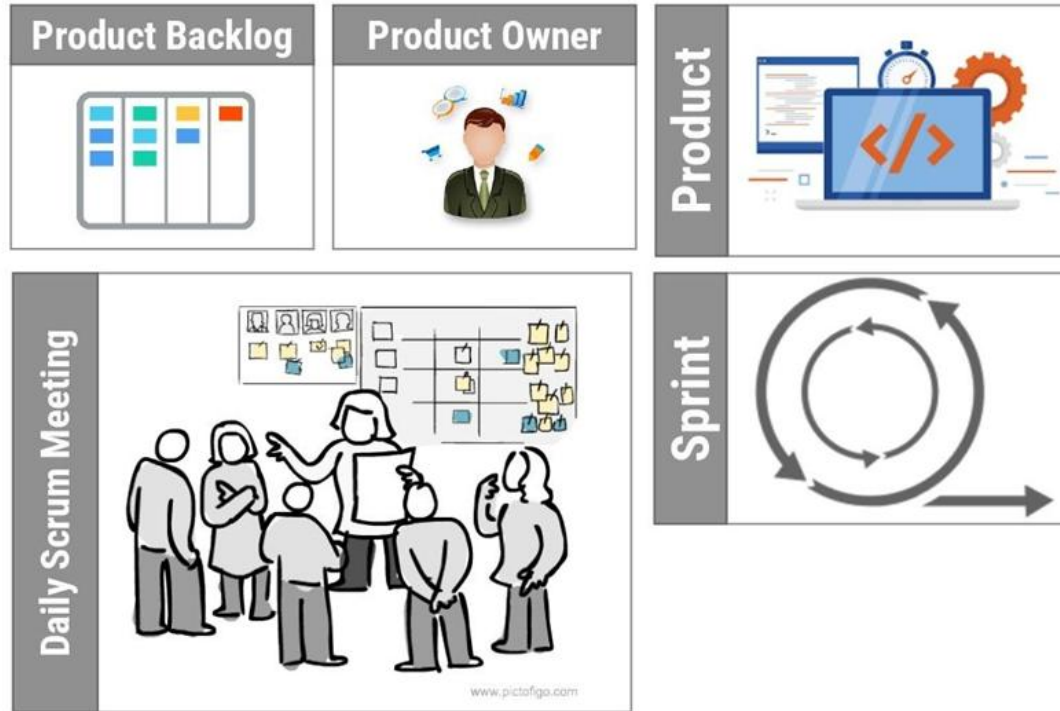 Product Backlog
Product Owner
Product
</>
Daily Scrum Meeting
www.pictofigo.com
Sprint